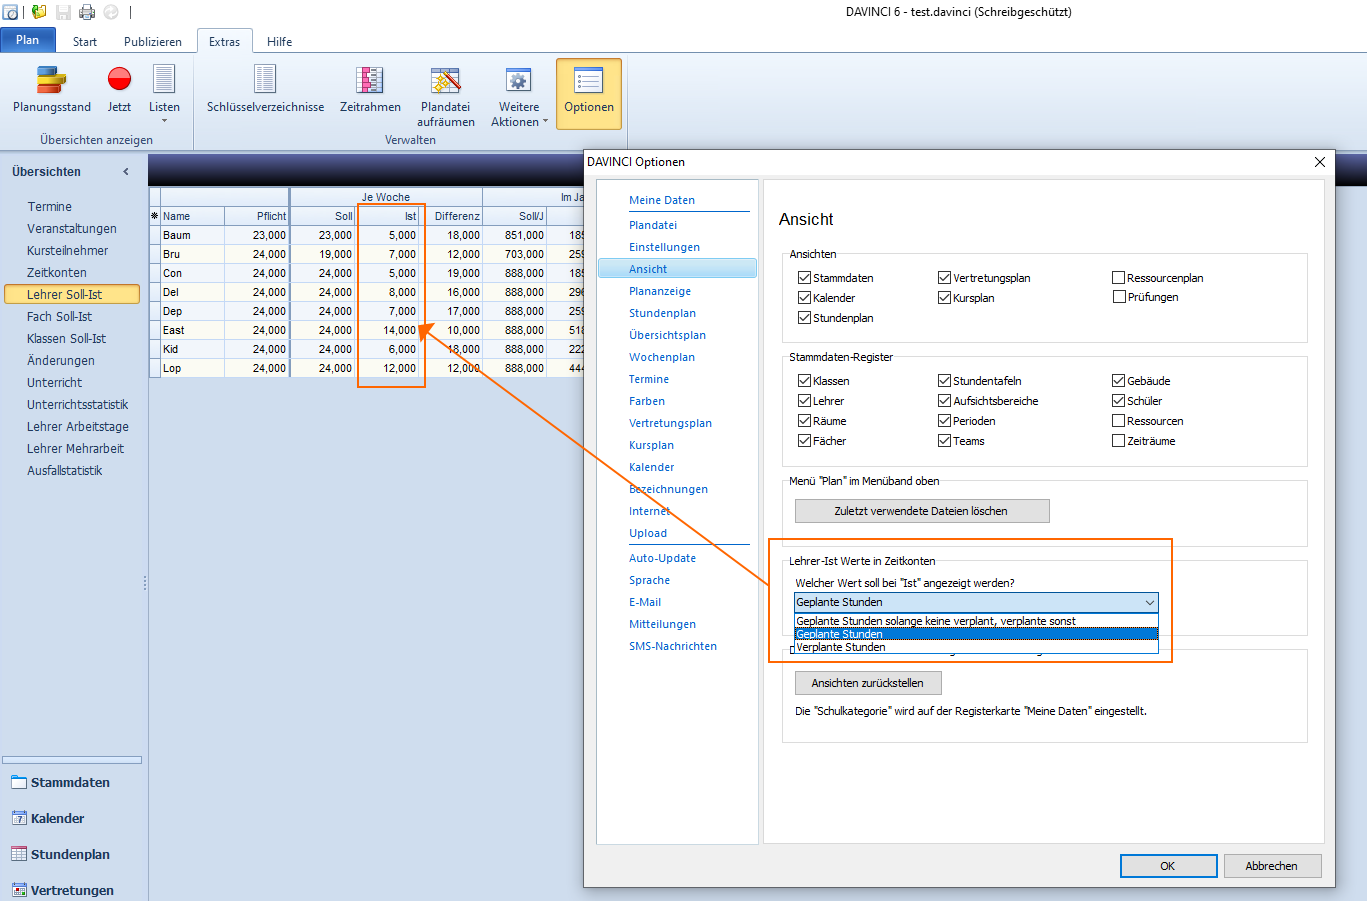 DAVINCI 6 - test.davinci (Schreibgeschützt)
Plan Start Publizieren Extras Hilfe
Planungsstand Jetzt Listen Schlüsselverzeichnisse Zeitrahmen Plandatei aufräumen Weitere Aktionen Optionen
Übersichten anzeigen Verwalten
Übersichten
Termine
Veranstaltungen
Kursteilnehmer
Zeitkonten
Lehrer Soll-Ist
Fach Soll-Ist
Klassen Soll-Ist
Änderungen
Unterricht
Unterrichtsstatistik
Lehrer Arbeitstage
Lehrer Mehrarbeit
Ausfallstatistik
Stammdaten
Kalender
Stundenplan
Vertretungen
Je Woche Im Ja
Name Pflicht Soll Ist Differenz Soll/J
Baum 23,000 23,000 5,000 18,000 851,000 185
Bru 24,000 19,000 7,000 12,000 703,000 259
Con 24,000 24,000 5,000 19,000 888,000 185
Del 24,000 24,000 8,000 16,000 888,000 296
Dep 24,000 24,000 7,000 17,000 888,000 259
East 24,000 24,000 14,000 10,000 888,000 518
Kid 24,000 24,000 6,000 18,000 888,000 222
Lop 24,000 24,000 12,000 12,000 888,000 444
DAVINCI Optionen
Meine Daten
Plandatei
Einstellungen
Ansicht
Plananzeige
Stundenplan
Übersichtsplan
Wochenplan
Termine
Farben
Vertretungsplan
Kursplan
Kalender
Bezeichnungen
Internet
Upload
Auto-Update
Sprache
E-Mail
Mitteilungen
SMS-Nachrichten
Ansicht
Ansichten
Stammdaten Vertretungsplan Ressourcenplan
Kalender Kursplan Prüfungen
Stundenplan
Stammdaten-Register
Klassen Stundentafeln Gebäude
Lehrer Aufsichtsbereiche Schüler
Räume Perioden Ressourcen
Fächer Teams Zeiträume
Menü "Plan" im Menüband oben
Zuletzt verwendete Dateien löschen
Lehrer-Ist Werte in Zeitkonten
Welcher Wert soll bei "Ist" angezeigt werden?
Geplante Stunden
Geplante Stunden solange keine verplant, verplante sonst
Geplante Stunden
Verplante Stunden
Ansichten zurückstellen
Die "Schulkategorie" wird auf der Registerkarte "Meine Daten" eingestellt.
OK Abbrechen